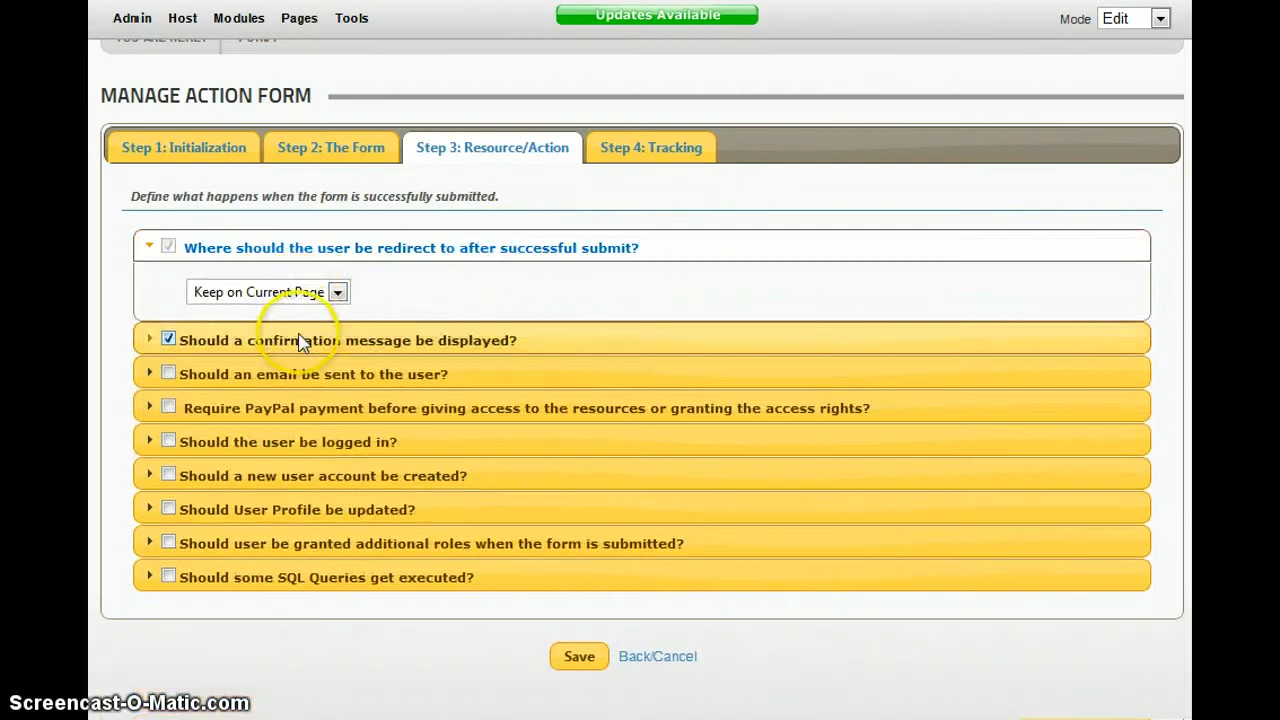 Admin Host Modules Pages Tools
Updates Available
Mode Edit
YOU ARE HERE:
MANAGE ACTION FORM
Step 1: Initialization Step 2: The Form Step 3: Resource/Action Step 4: Tracking
Define what happens when the form is successfully submitted.
Where should the user be redirect to after successful submit?
Keep on Current Page
Should a confirmation message be displayed?
Should an email be sent to the user?
Require PayPal payment before giving access to the resources or granting the access rights?
Should the user be logged in?
Should a new user account be created?
Should User Profile be updated?
Should user be granted additional roles when the form is submitted?
Should some SQL Queries get executed?
Save Back/Cancel
Screencast-O-Matic.com